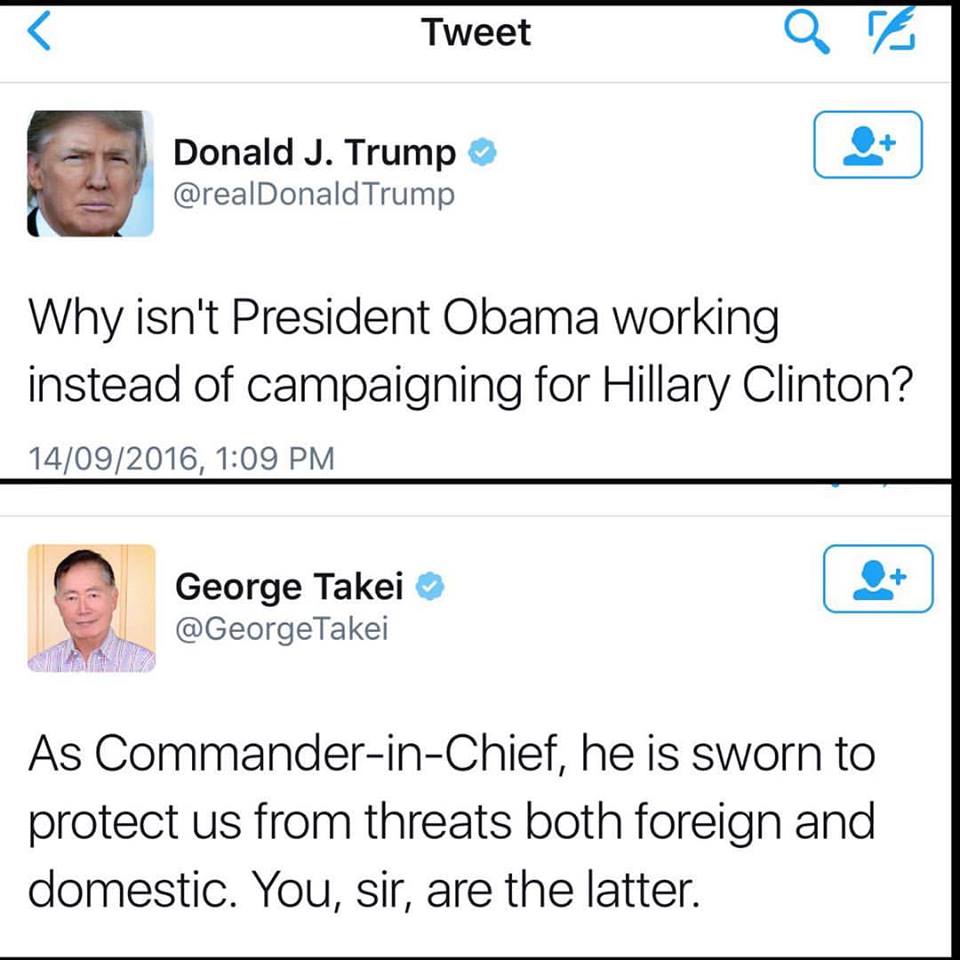 Tweet
Donald J. Trump
@realDonaldTrump
Why isn't President Obama working
instead of campaigning for Hillary Clinton?
14/09/2016, 1:09 PM
George Takei
@GeorgeTakei
As Commander-in-Chief, he is sworn to
protect us from threats both foreign and
domestic. You, sir, are the latter.